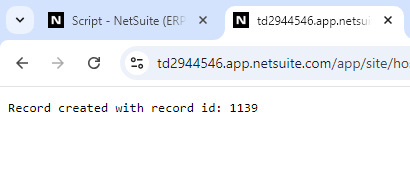 Script - NetSuite (ERP
td2944546.app.netsui
td2944546.app.netsuite.com/app/site/ho
Record created with record id: 1139